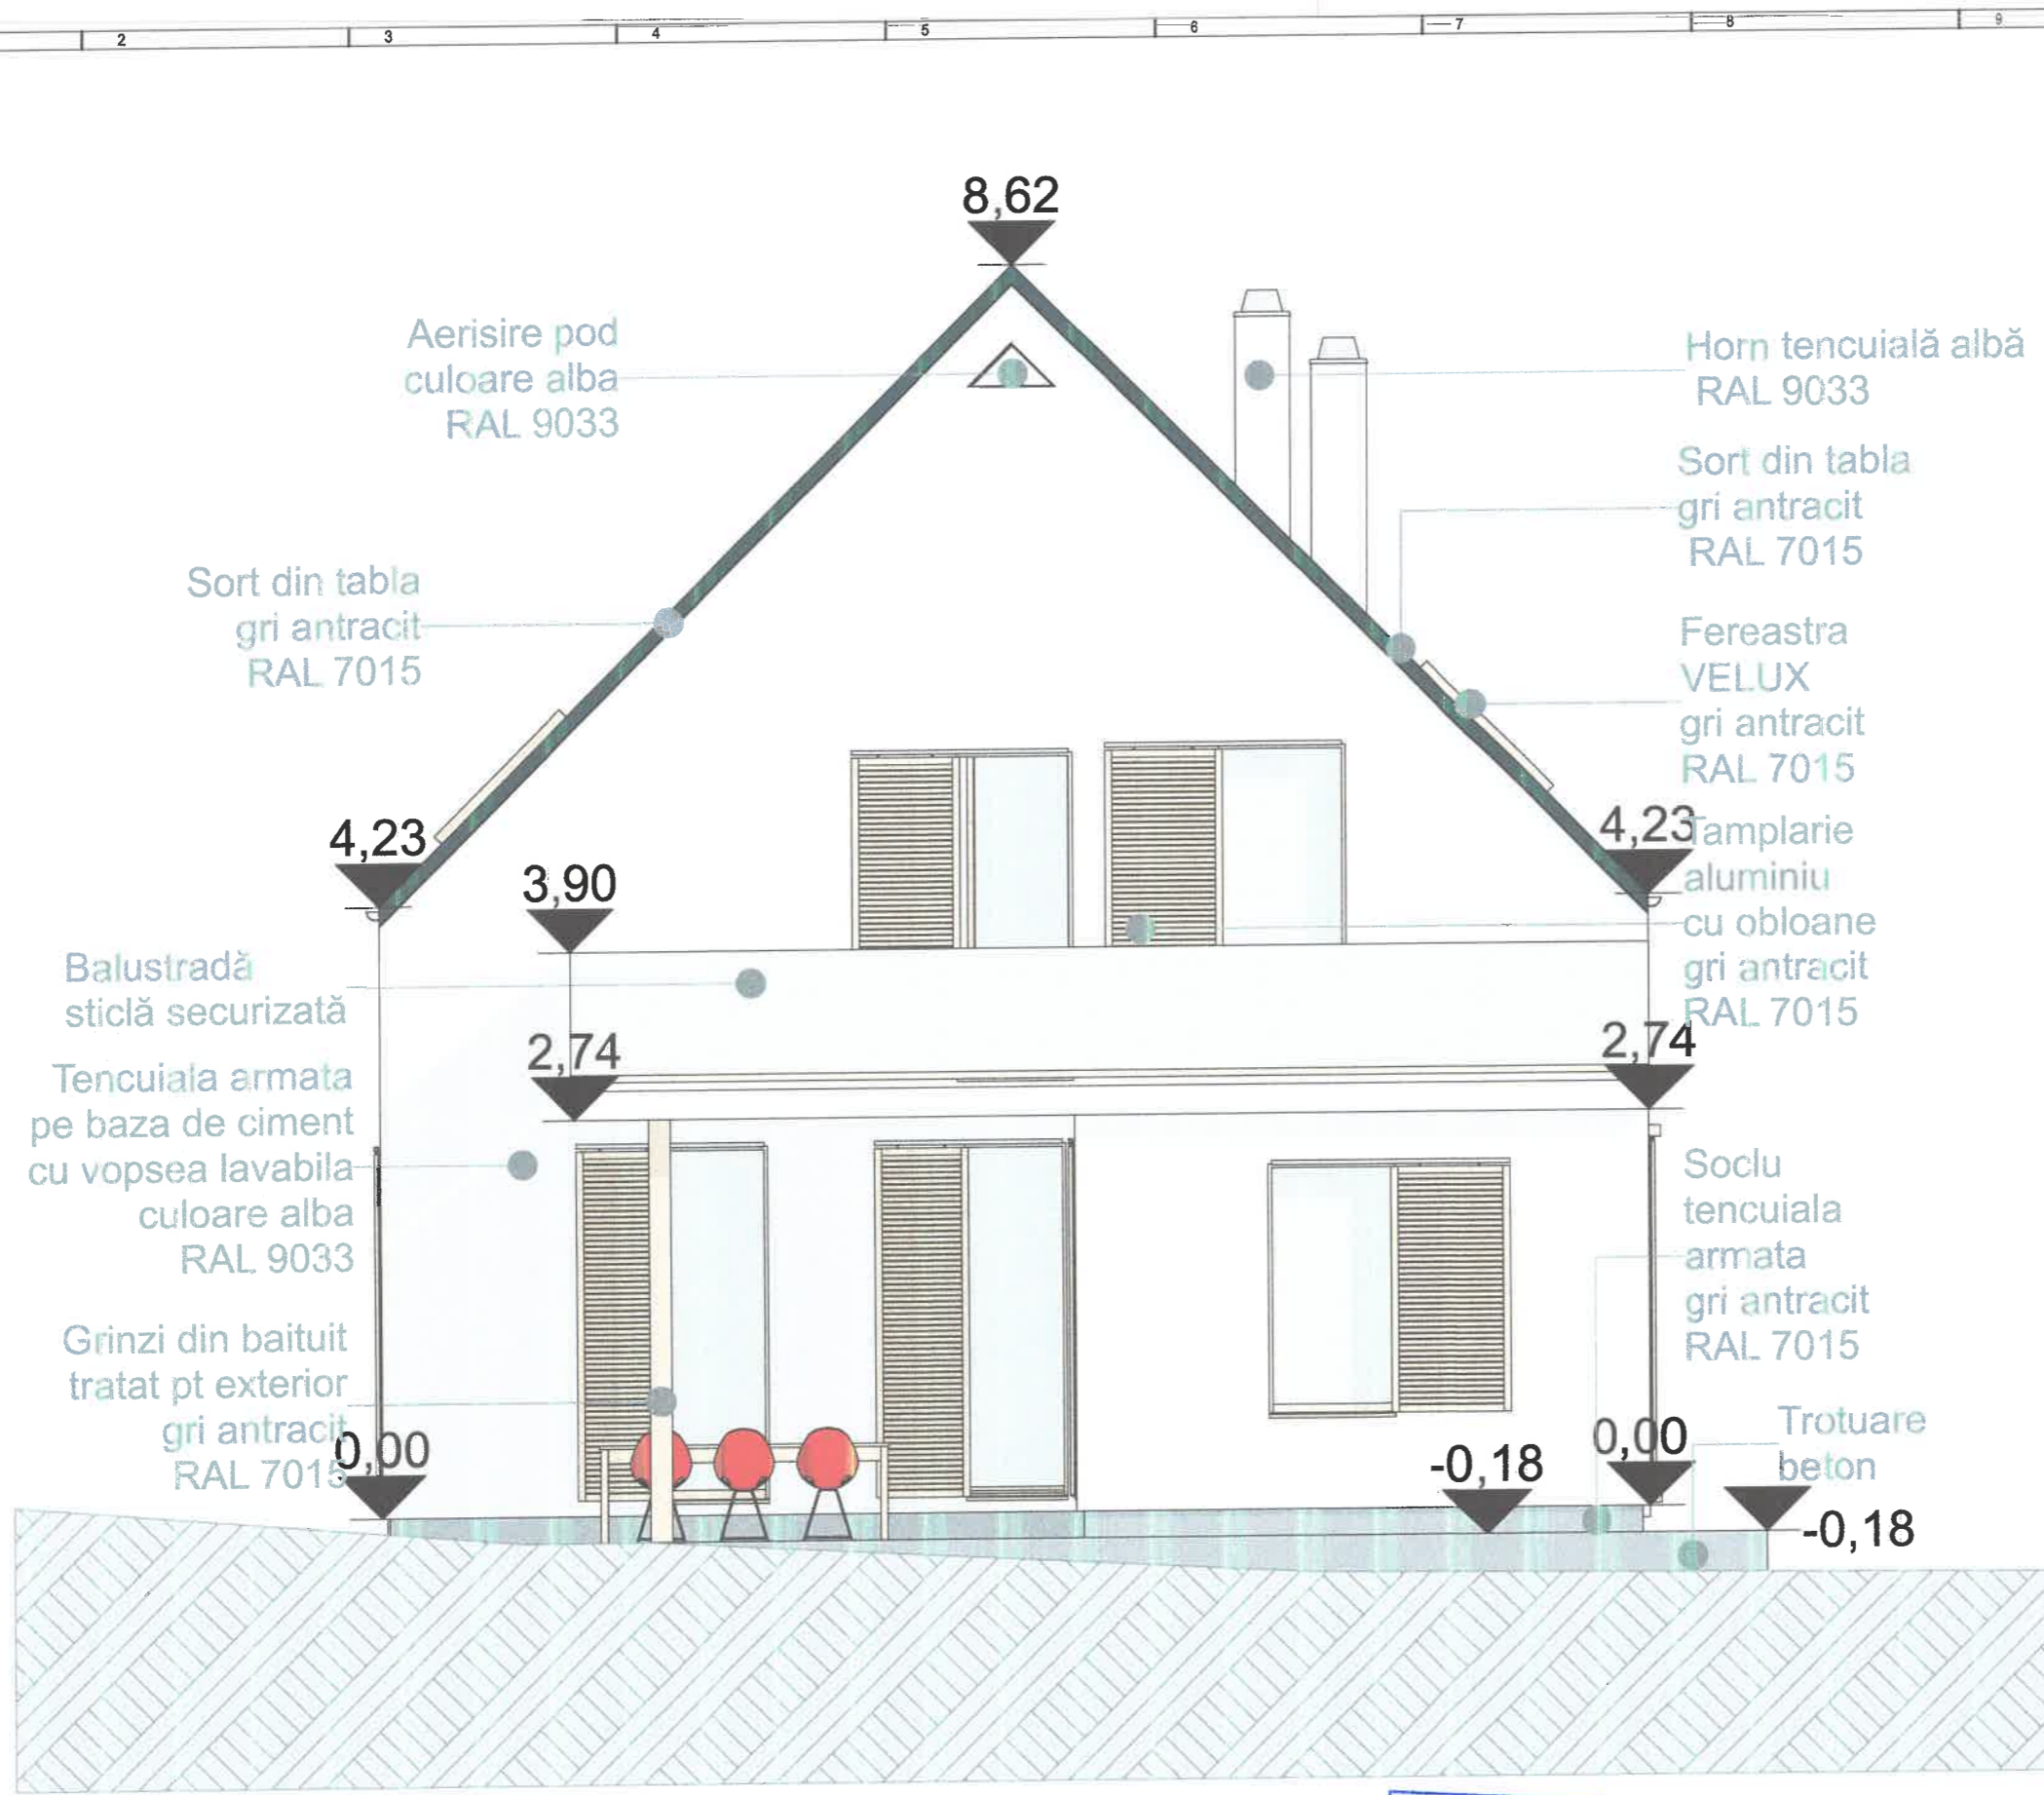 2 3 4 5 6 7 8 9
8,62
Aerisire pod
culoare alba
RAL 9033
Horn tencuială albă
RAL 9033
Sort din tabla
gri antracit
RAL 7015
Sort din tabla
gri antracit
RAL 7015
Fereastra
VELUX
gri antracit
RAL 7015
4,23
3,90
4,23
Tamplarie
aluminiu
cu obloane
gri antracit
RAL 7015
Balustradă
sticlă securizată
2,74
2,74
Tencuiala armata
pe baza de ciment
cu vopsea lavabila
culoare alba
RAL 9033
Soclu
tencuiala
armata
gri antracit
RAL 7015
Grinzi din baituit
tratat pt exterior
gri antracit
RAL 7015
0,00
-0,18
0,00
Trotuare
beton
-0,18